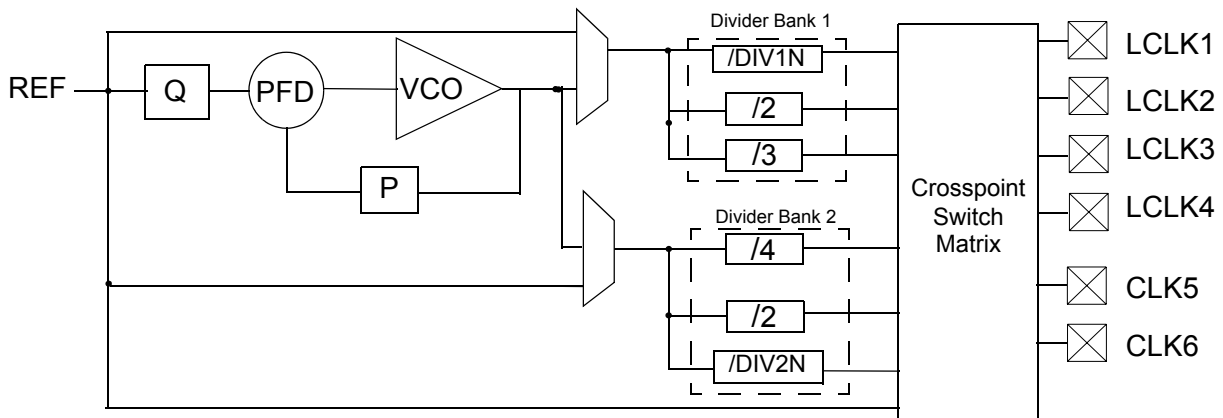 Divider Bank 1
/DIV1N
/2
/3
REF
Q
PFD
VCO
P
Divider Bank 2
/4
/2
/DIV2N
Crosspoint
Switch
Matrix
LCLK1
LCLK2
LCLK3
LCLK4
CLK5
CLK6